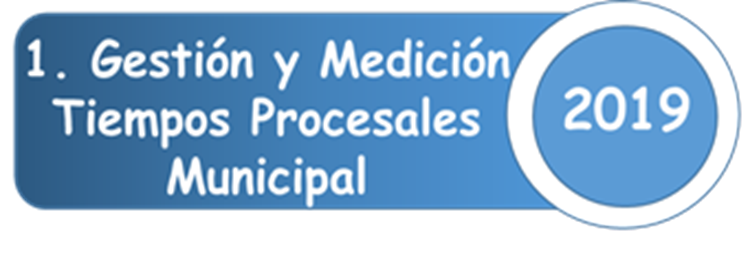 1. Gestión y Medición
Tiempos Procesales
Municipal
2019